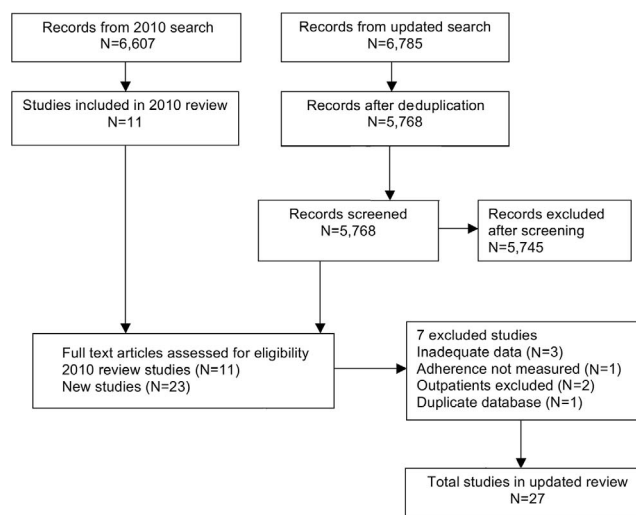 Records from 2010 search
N=6,607
Records from updated search
N=6,785
Studies included in 2010 review
N=11
Records after deduplication
N=5,768
Records screened
N=5,768
Records excluded
after screening
N=5,745
Full text articles assessed for eligibility
2010 review studies (N=11)
New studies (N=23)
7 excluded studies
Inadequate data (N=3)
Adherence not measured (N=1)
Outpatients excluded (N=2)
Duplicate database (N=1)
Total studies in updated review
N=27